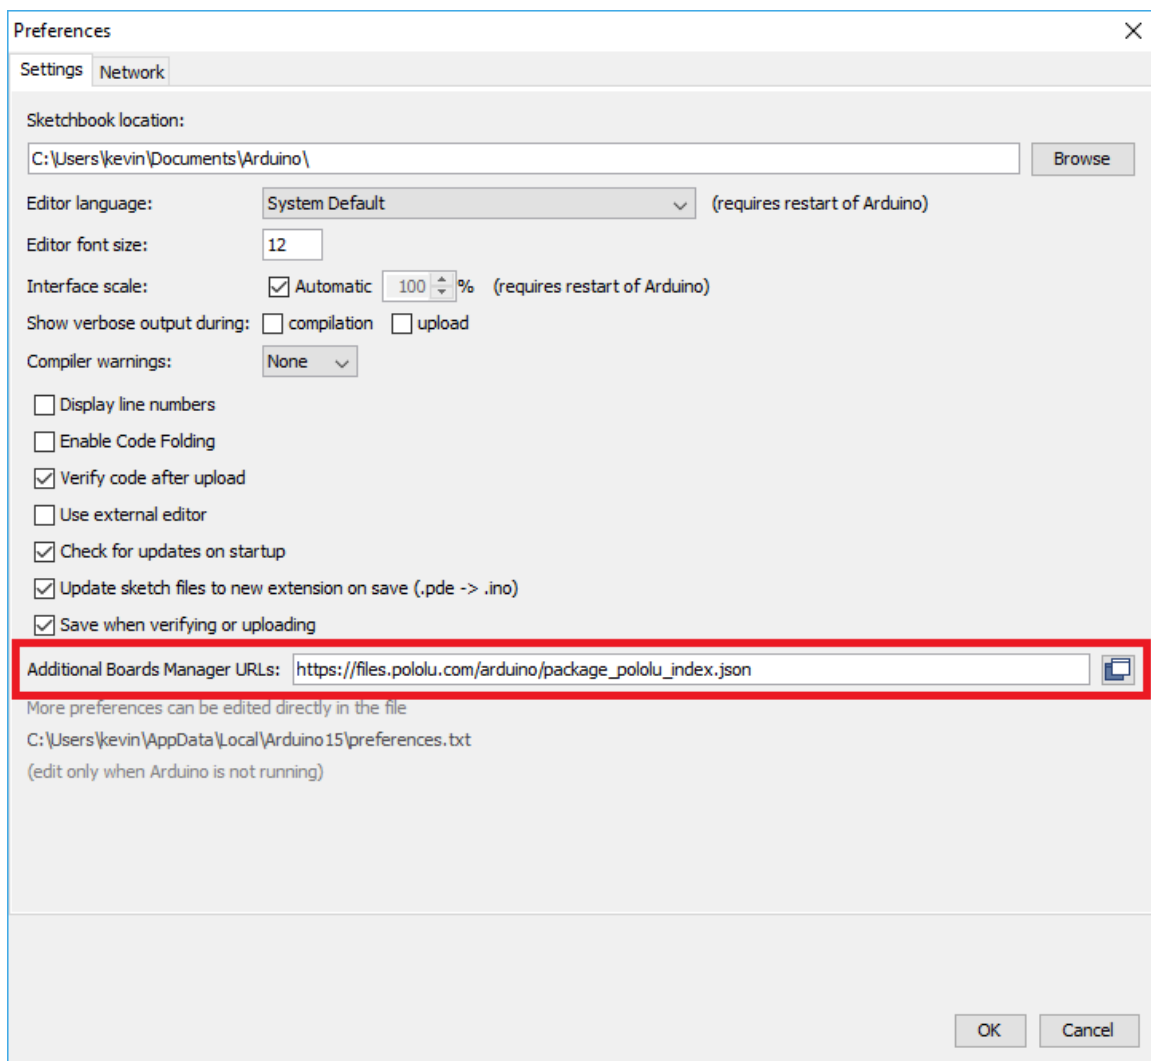 Preferences
Settings Network
Sketchbook location:
C:\Users\kevin\Documents\Arduino\ Browse
Editor language: System Default (requires restart of Arduino)
Editor font size: 12
Interface scale: Automatic 100 % (requires restart of Arduino)
Show verbose output during: compilation upload
Compiler warnings: None
Display line numbers
Enable Code Folding
Verify code after upload
Use external editor
Check for updates on startup
Update sketch files to new extension on save (.pde -> .ino)
Save when verifying or uploading
Additional Boards Manager URLs: https://files.pololu.com/arduino/package_pololu_index.json
More preferences can be edited directly in the file
C:\Users\kevin\AppData\Local\Arduino15\preferences.txt
(edit only when Arduino is not running)
OK Cancel